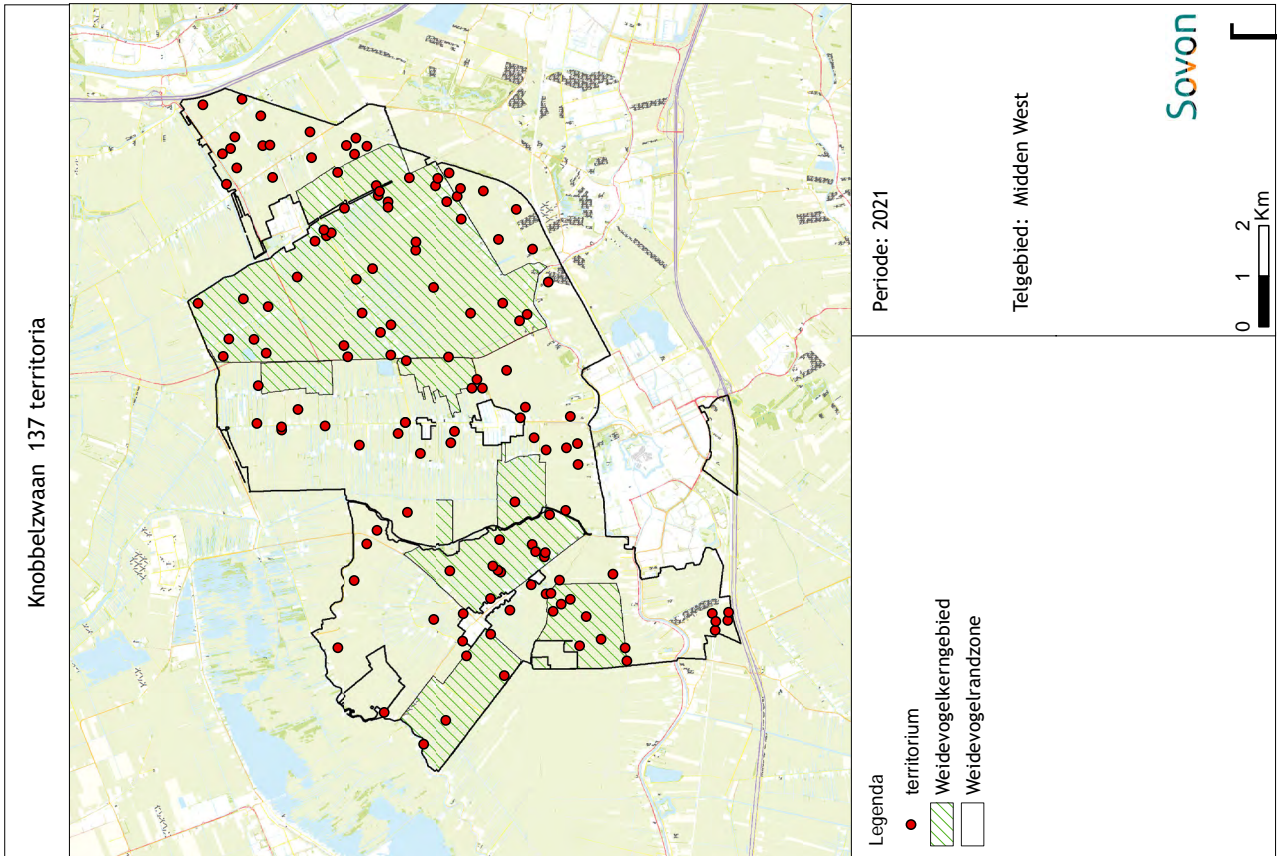 Knobbelzwaan 137 territoria
Legenda
territorium
Weidevogelkerngebied
Weidevogelrandzone
Periode: 2021
Telgebied: Midden West
0 1 2
Km
Sovon